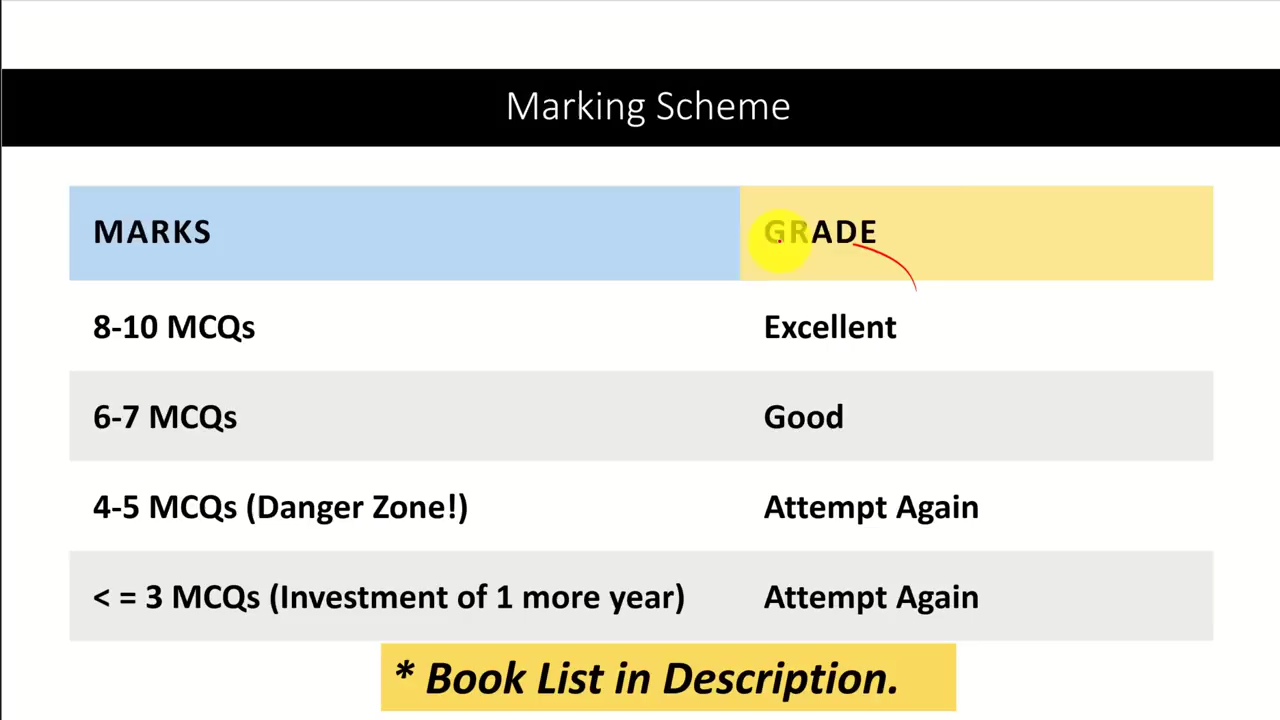 Marking Scheme
MARKS GRADE
8-10 MCQs Excellent
6-7 MCQs Good
4-5 MCQs (Danger Zone!) Attempt Again
< = 3 MCQs (Investment of 1 more year) Attempt Again
* Book List in Description.